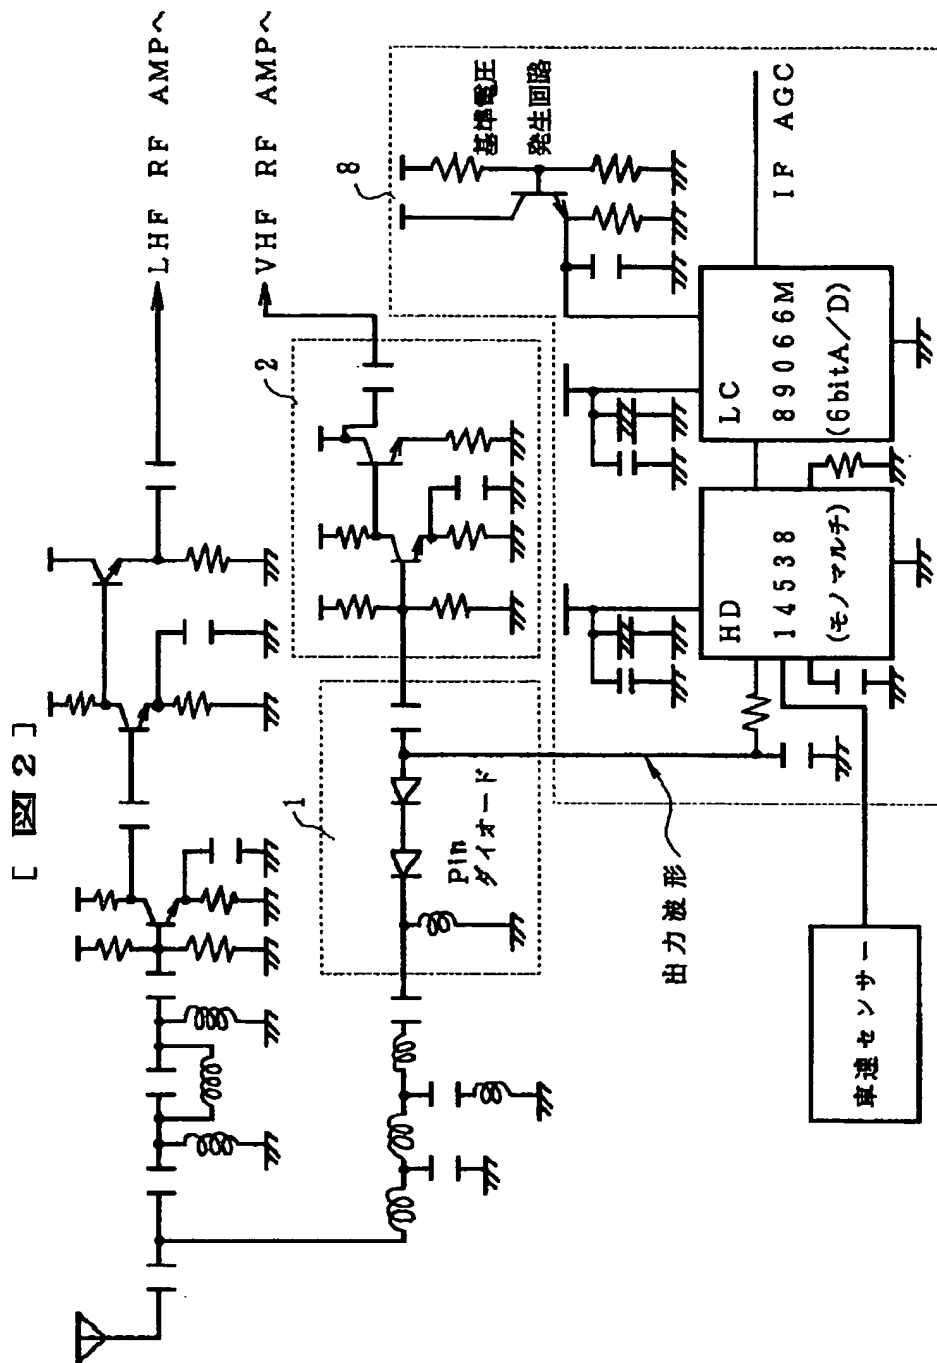 [図2]
LHF RF AMPへ
VHF RF AMPへ
1
2
8
Pin
ダイオード
基準電圧
発生回路
出力波形
車速センサー
HD
14538
(モノマルチ)
LC
89066M
(6bitA/D)
IF AGC